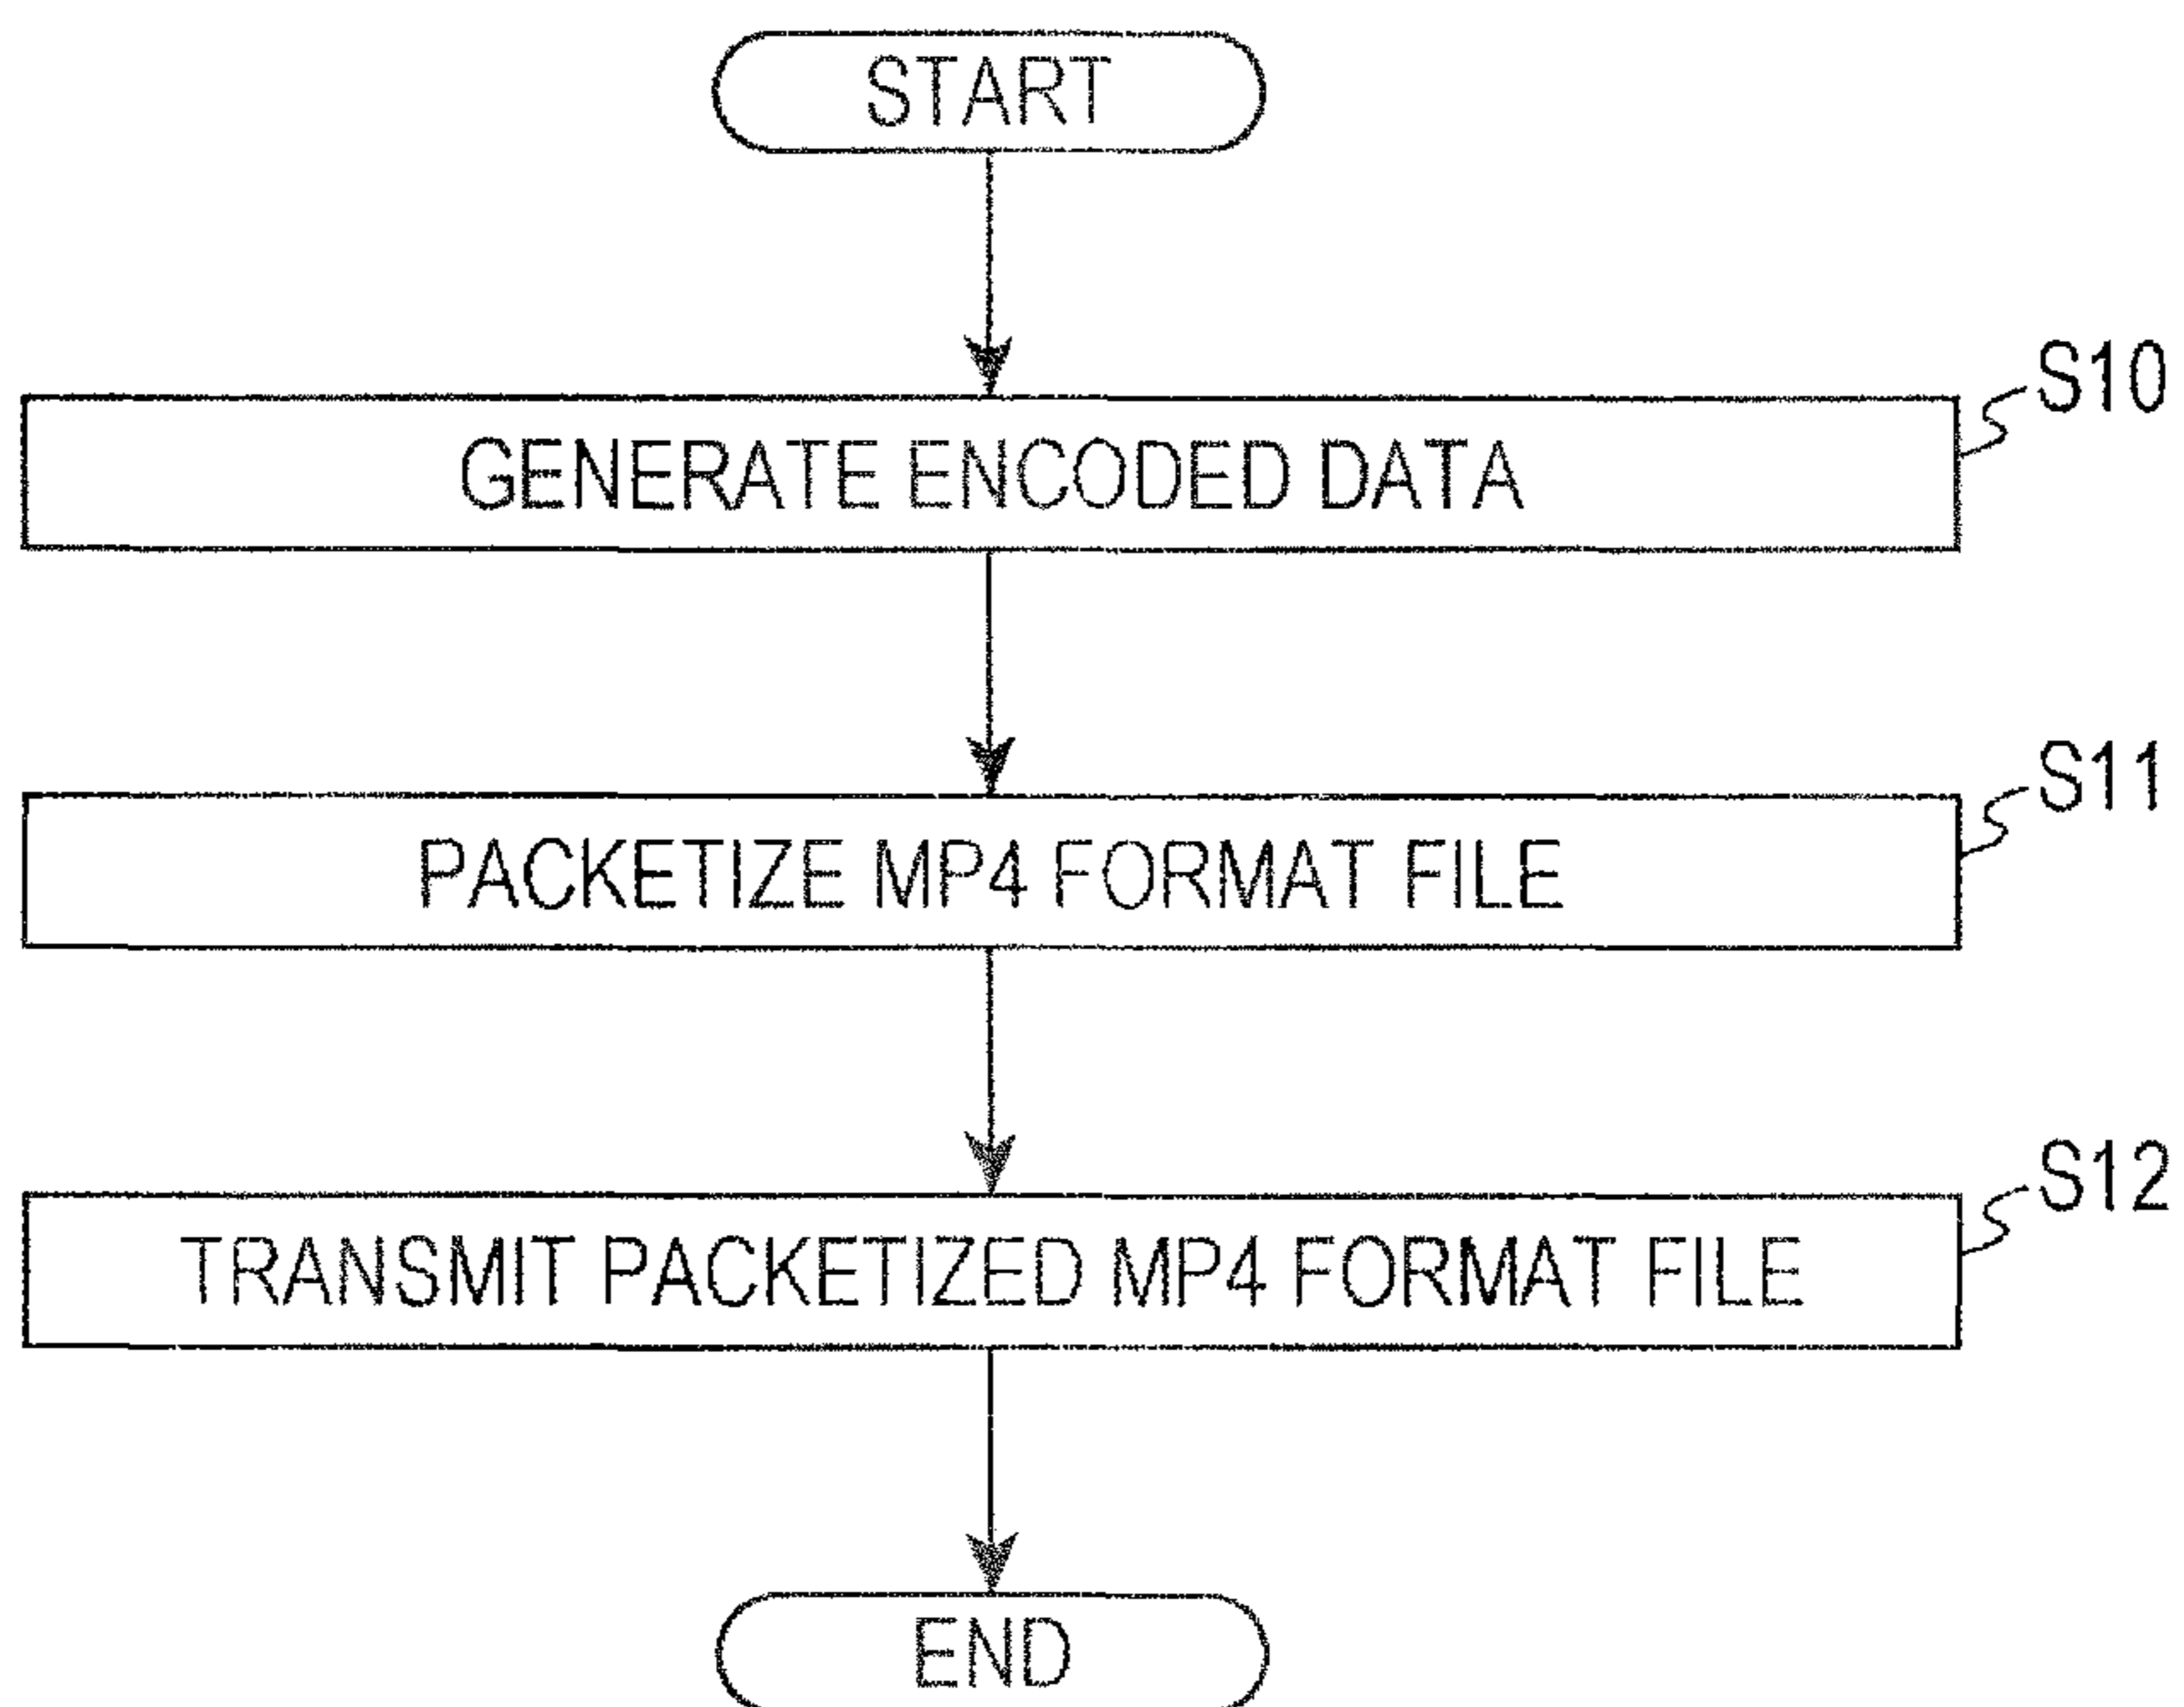 START
S10
GENERATE ENCODED DATA
S11
PACKETIZE MP4 FORMAT FILE
S12
TRANSMIT PACKETIZED MP4 FORMAT FILE
END